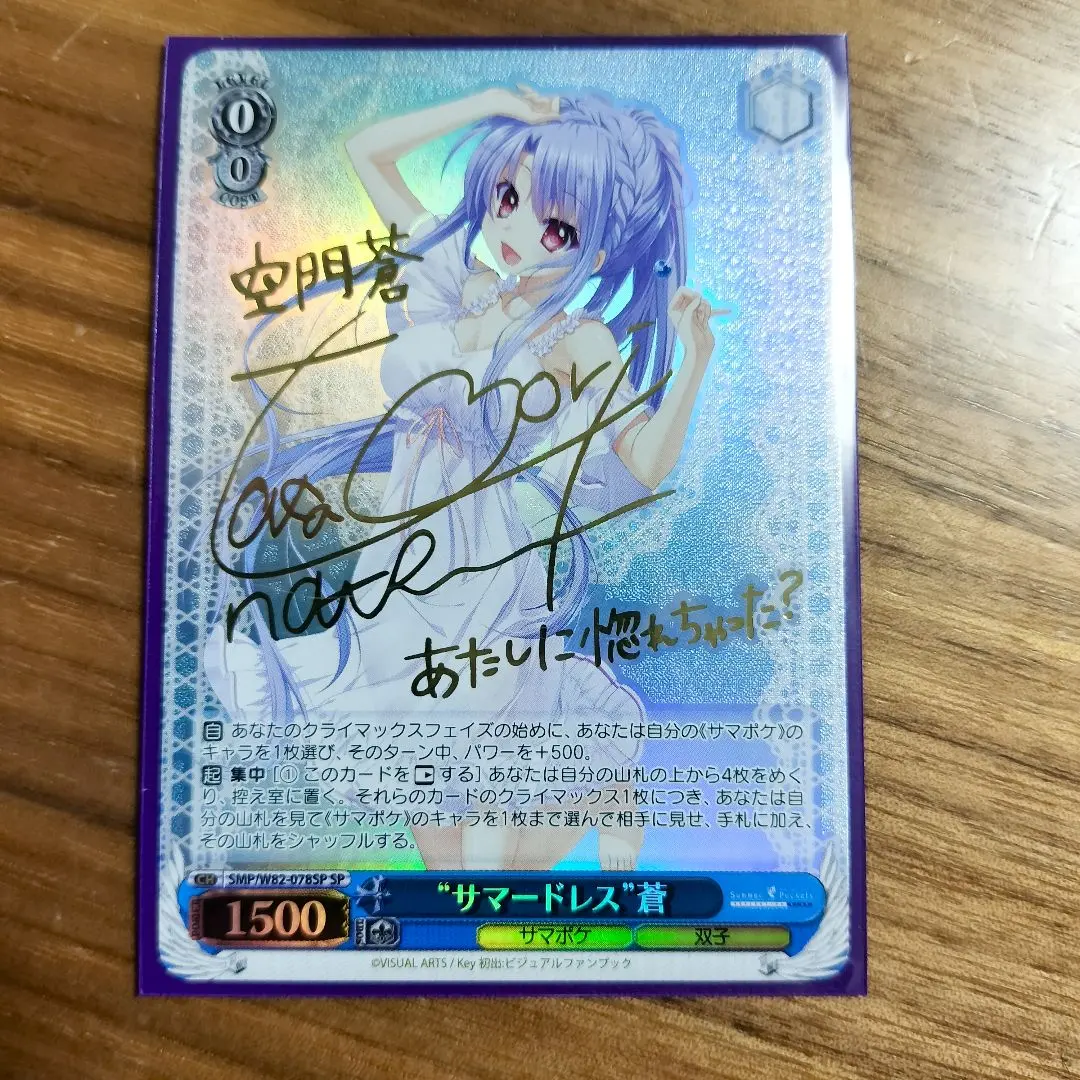 LEVEL
0
0
COST
空門蒼
あたしに惚れちゃった?
自 あなたのクライマックスフェイズの始めに、あなたは自分の《サマポケ》の
キャラを1枚選び、そのターン中、パワーを+500。
起 集中 [① このカードを する] あなたは自分の山札の上から4枚をめく
り、控え室に置く。それらのカードのクライマックス1枚につき、あなたは自
分の山札を見て《サマポケ》のキャラを1枚まで選んで相手に見せ、手札に加え、
その山札をシャッフルする。
CH SMP/W82-078SP SP
"サマードレス"蒼
Summer Pockets
POWER 1500 SOUL
サマポケ 双子
©VISUAL ARTS / Key 初出:ビジュアルファンブック